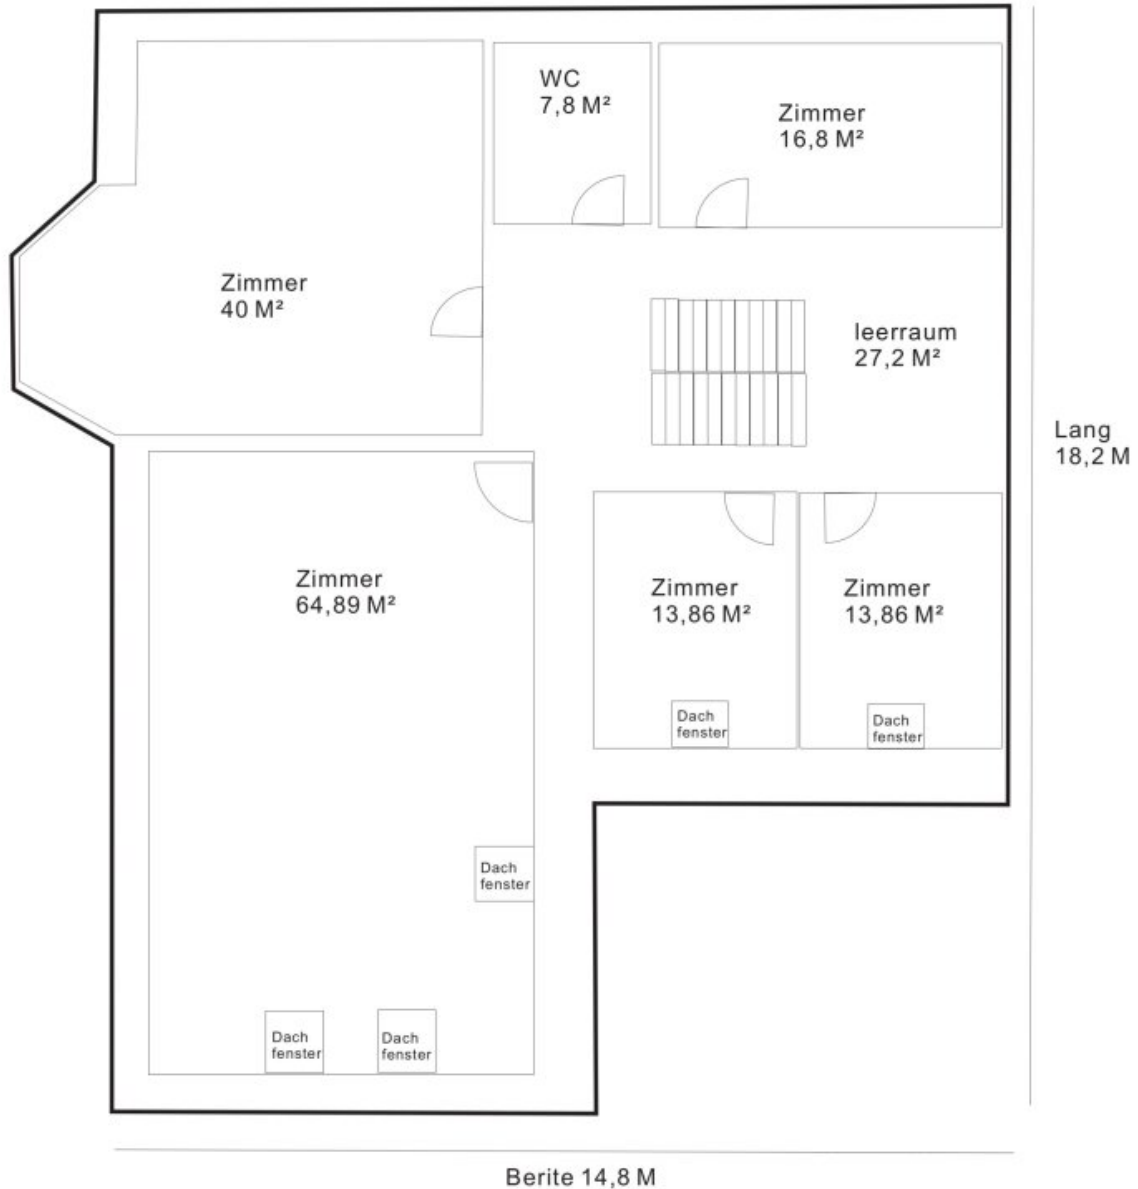 WC
7,8 M²
Zimmer
16,8 M²
Zimmer
40 M²
leerraum
27,2 M²
Lang
18,2 M
Zimmer
64,89 M²
Zimmer
13,86 M²
Zimmer
13,86 M²
Dach
fenster
Dach
fenster
Dach
fenster
Dach
fenster
Dach
fenster
Berite 14,8 M